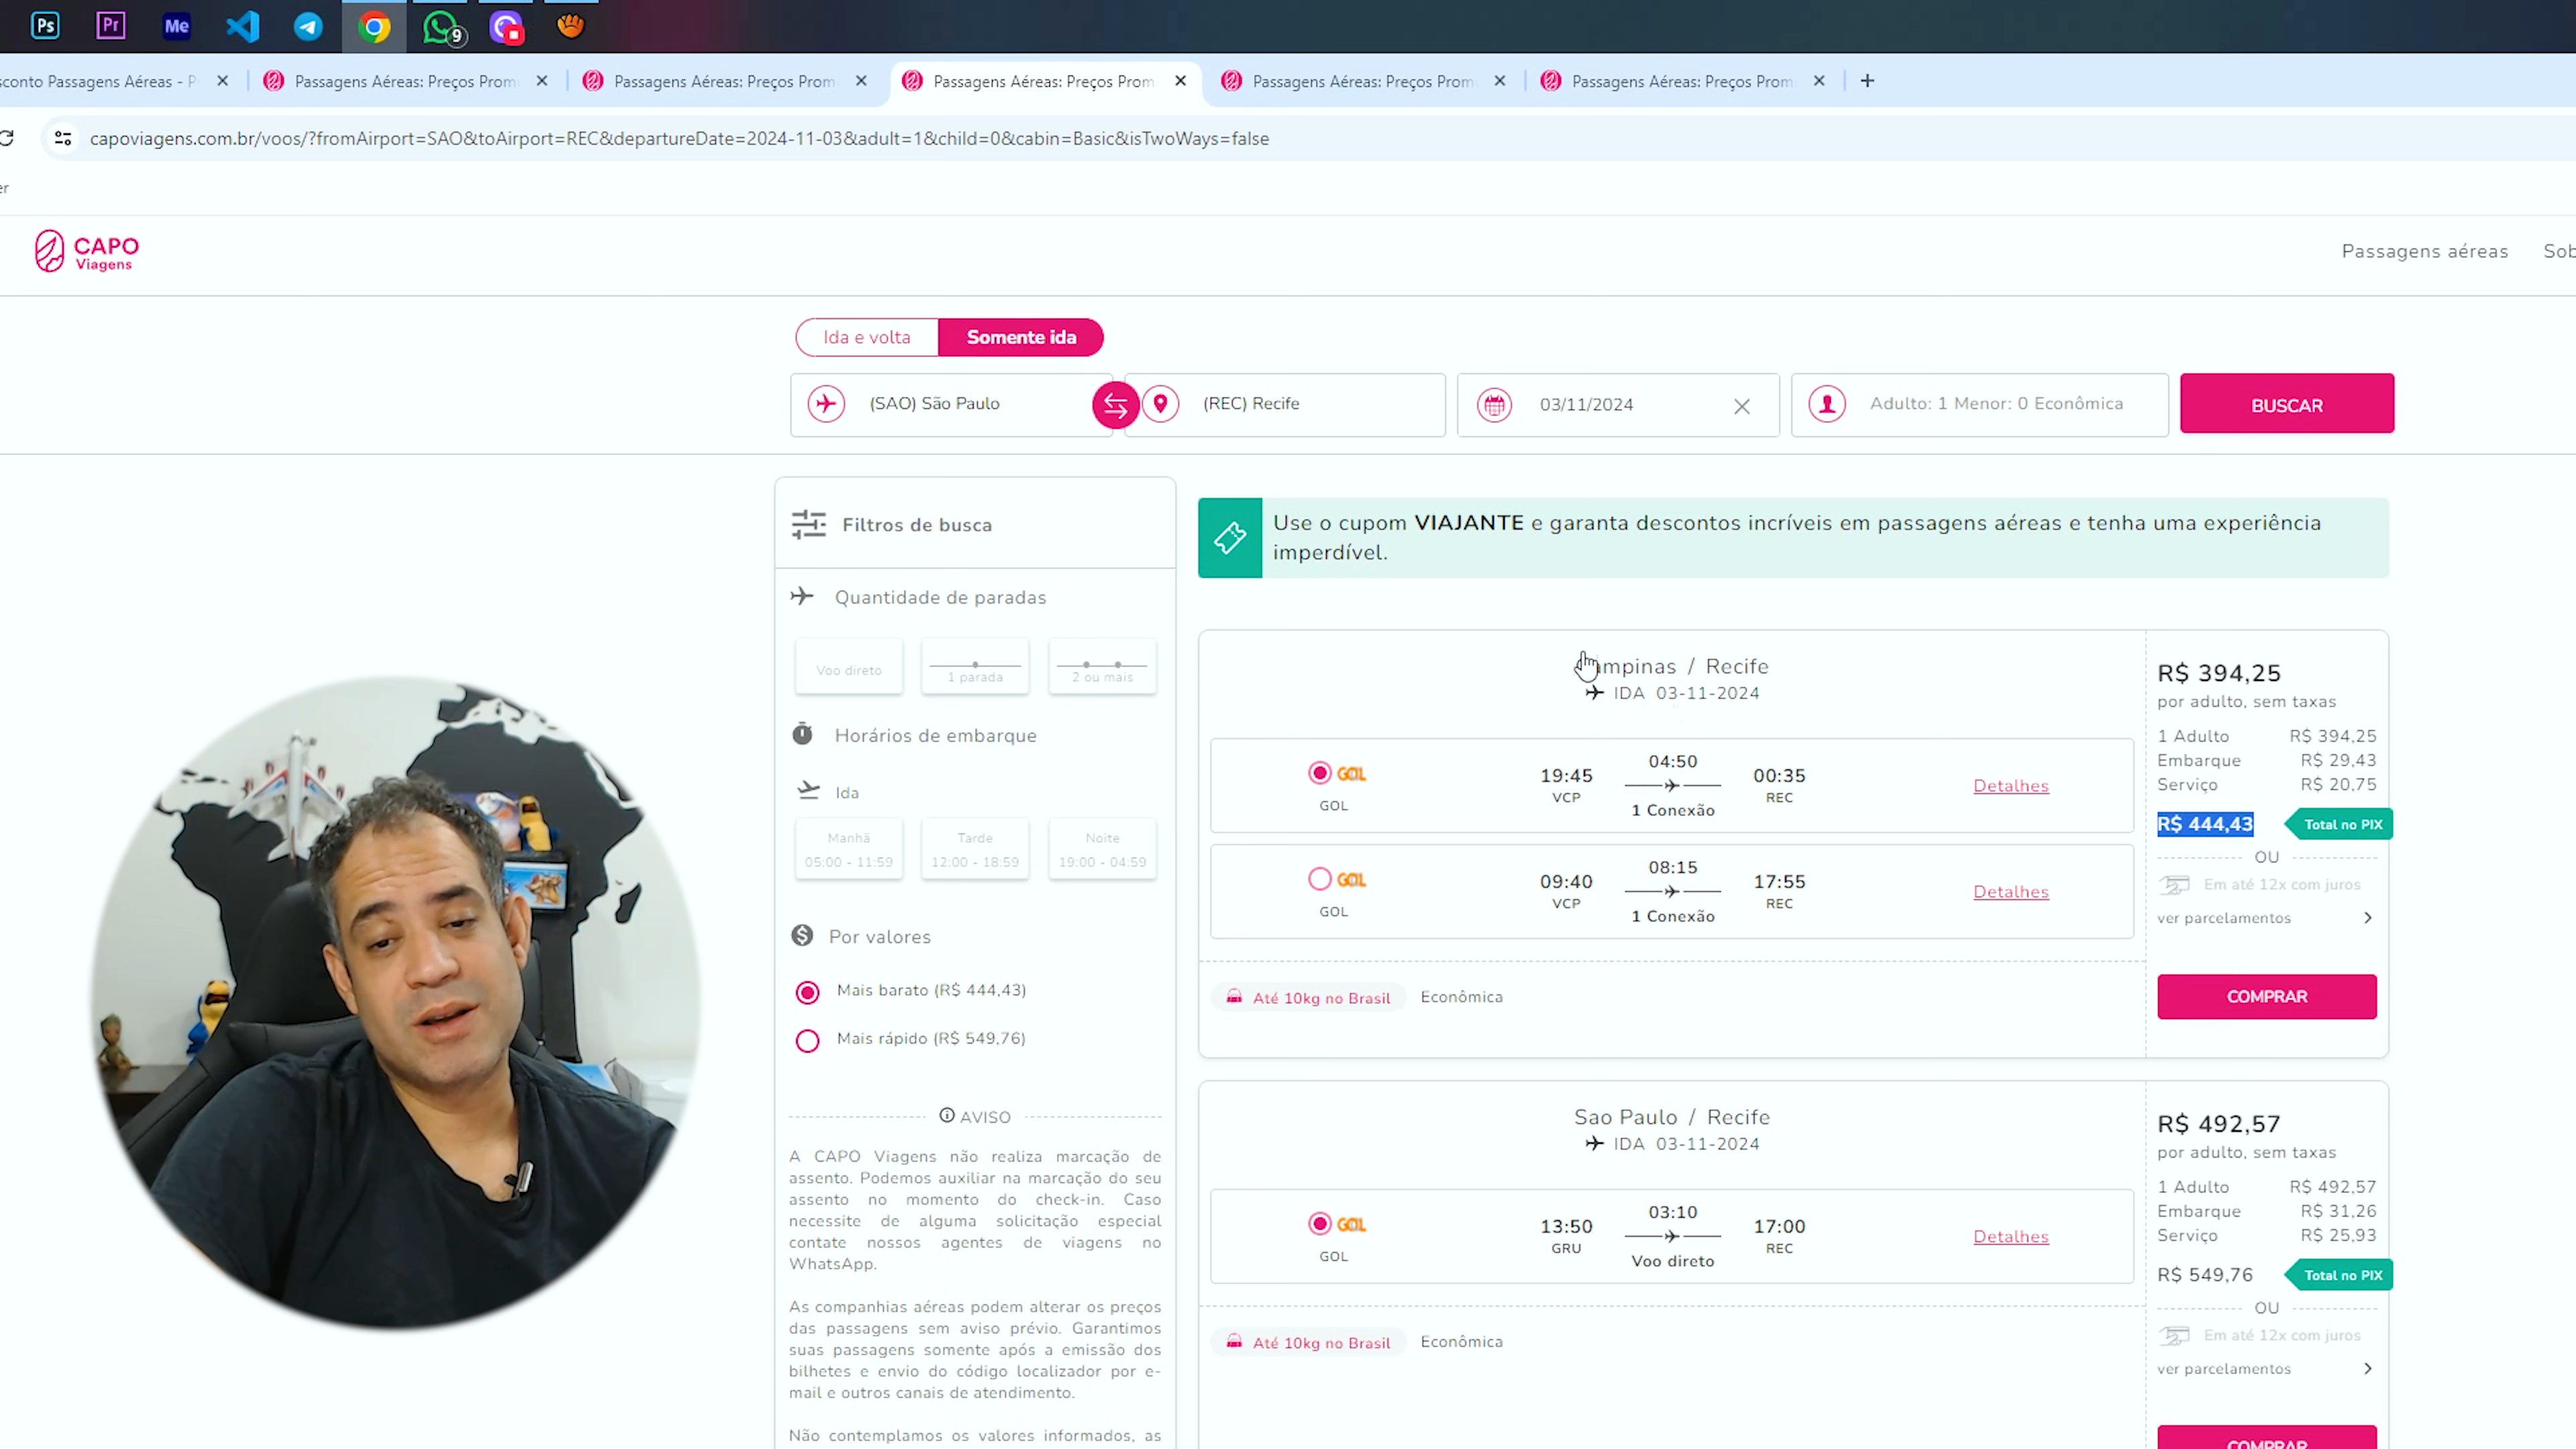 Ps
Pr
Me
9
sconto Passagens Aéreas - P
Passagens Aéreas: Preços Prom
Passagens Aéreas: Preços Prom
Passagens Aéreas: Preços Prom
Passagens Aéreas: Preços Prom
Passagens Aéreas: Preços Prom
capoviagens.com.br/voos/?fromAirport=SAO&toAirport=REC&departureDate=2024-11-03&adult=1&child=0&cabin=Basic&isTwoWays=false
er
CAPO
Viagens
Passagens aéreas
Sob
Ida e volta
Somente ida
(SAO) São Paulo
(REC) Recife
03/11/2024
Adulto: 1 Menor: 0 Econômica
BUSCAR
Filtros de busca
Quantidade de paradas
Voo direto
1 parada
2 ou mais
Horários de embarque
Ida
Manhã
05:00 - 11:59
Tarde
12:00 - 18:59
Noite
19:00 - 04:59
Por valores
Mais barato (R$ 444,43)
Mais rápido (R$ 549,76)
AVISO
A CAPO Viagens não realiza marcação de
assento. Podemos auxiliar na marcação do seu
assento no momento do check-in. Caso
necessite de alguma solicitação especial
contate nossos agentes de viagens no
WhatsApp.
As companhias aéreas podem alterar os preços
das passagens sem aviso prévio. Garantimos
suas passagens somente após a emissão dos
bilhetes e envio do código localizador por e-
mail e outros canais de atendimento.
Não contemplamos os valores informados, as
Use o cupom VIAJANTE e garanta descontos incríveis em passagens aéreas e tenha uma experiência
imperdível.
mpinas / Recife
IDA 03-11-2024
GOL
GOL
19:45
VCP
04:50
1 Conexão
00:35
REC
Detalhes
GOL
GOL
09:40
VCP
08:15
1 Conexão
17:55
REC
Detalhes
Até 10kg no Brasil
Econômica
R$ 394,25
por adulto, sem taxas
1 Adulto R$ 394,25
Embarque R$ 29,43
Serviço R$ 20,75
R$ 444,43
Total no PIX
OU
Em até 12x com juros
ver parcelamentos
COMPRAR
Sao Paulo / Recife
IDA 03-11-2024
GOL
GOL
13:50
GRU
03:10
Voo direto
17:00
REC
Detalhes
Até 10kg no Brasil
Econômica
R$ 492,57
por adulto, sem taxas
1 Adulto R$ 492,57
Embarque R$ 31,26
Serviço R$ 25,93
R$ 549,76
Total no PIX
OU
Em até 12x com juros
ver parcelamentos
COMPRAR